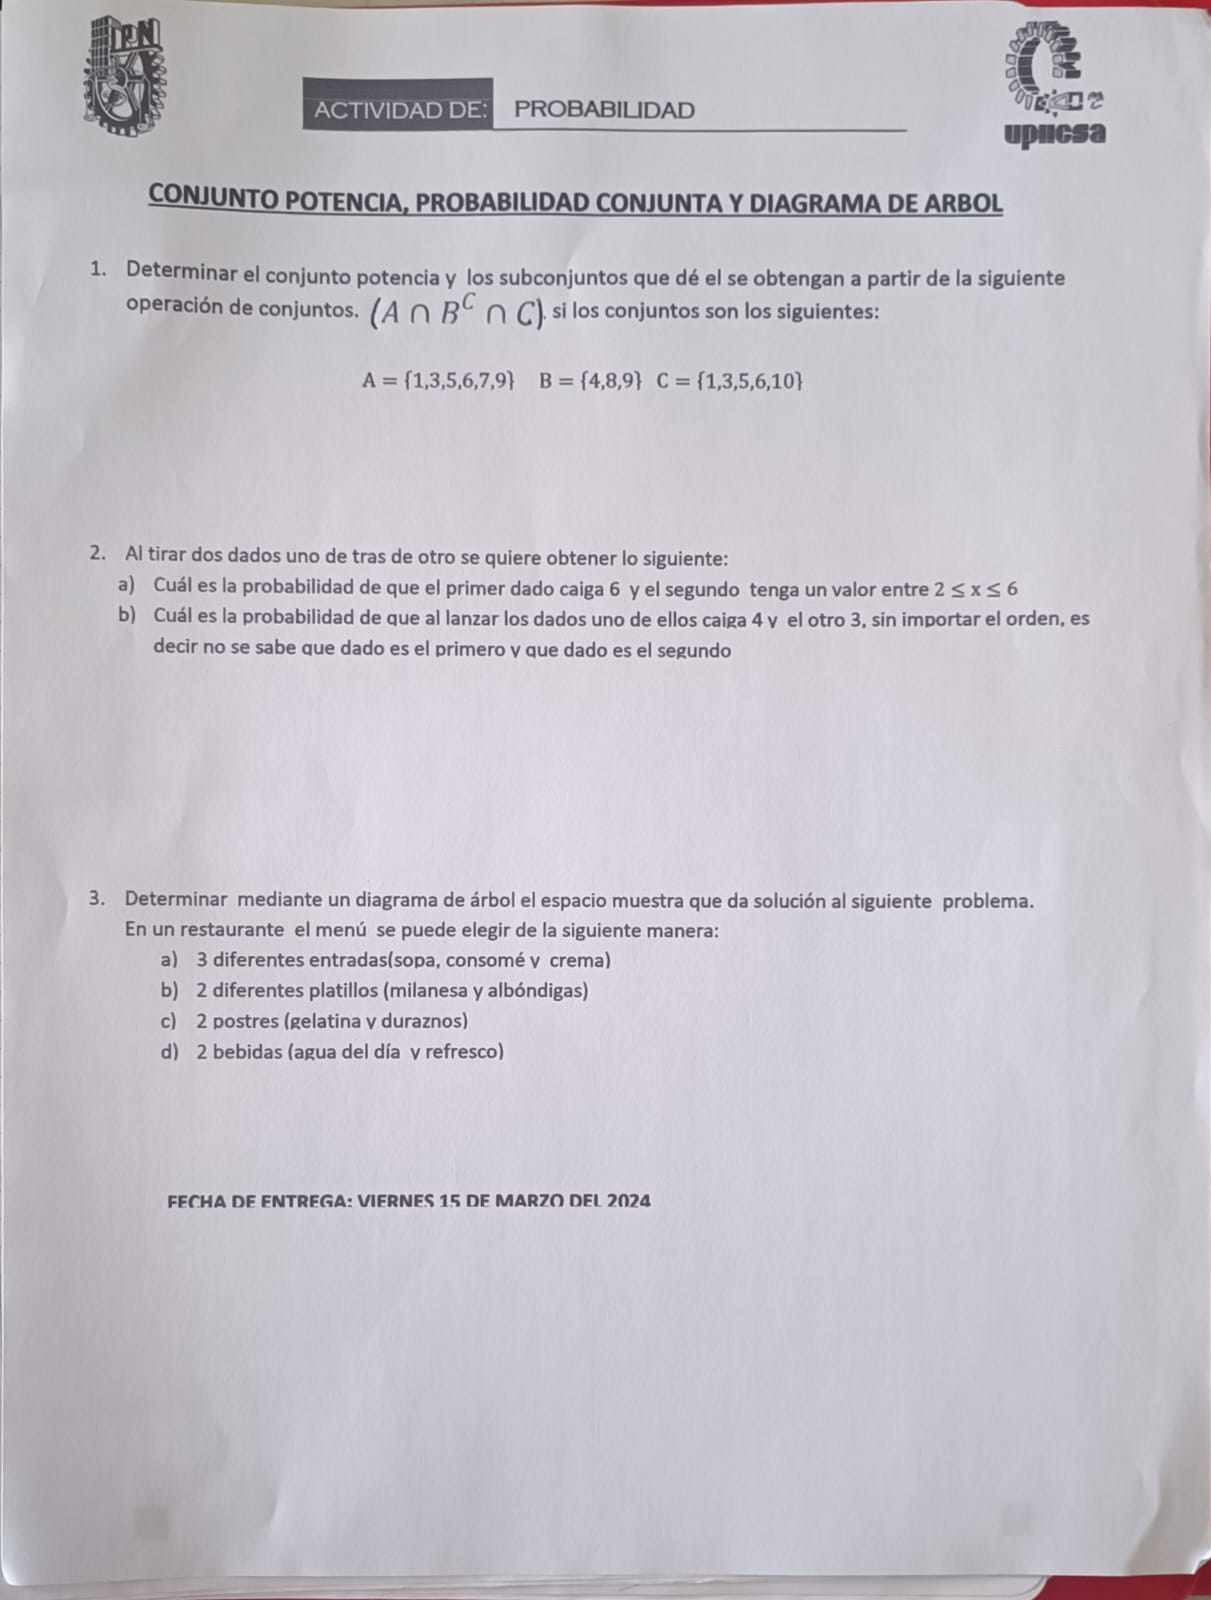 IPN
ACTIVIDAD DE: PROBABILIDAD
upiicsa
CONJUNTO POTENCIA, PROBABILIDAD CONJUNTA Y DIAGRAMA DE ARBOL
1. Determinar el conjunto potencia y los subconjuntos que dé el se obtengan a partir de la siguiente
operación de conjuntos. (A ∩ B^C ∩ C). si los conjuntos son los siguientes:
A = {1,3,5,6,7,9} B = {4,8,9} C = {1,3,5,6,10}
2. Al tirar dos dados uno de tras de otro se quiere obtener lo siguiente:
a) Cuál es la probabilidad de que el primer dado caiga 6 y el segundo tenga un valor entre 2 ≤ x ≤ 6
b) Cuál es la probabilidad de que al lanzar los dados uno de ellos caiga 4 y el otro 3, sin importar el orden, es
decir no se sabe que dado es el primero y que dado es el segundo
3. Determinar mediante un diagrama de árbol el espacio muestra que da solución al siguiente problema.
En un restaurante el menú se puede elegir de la siguiente manera:
a) 3 diferentes entradas(sopa, consomé y crema)
b) 2 diferentes platillos (milanesa y albóndigas)
c) 2 postres (gelatina y duraznos)
d) 2 bebidas (agua del día y refresco)
FECHA DE ENTREGA: VIERNES 15 DE MARZO DEL 2024